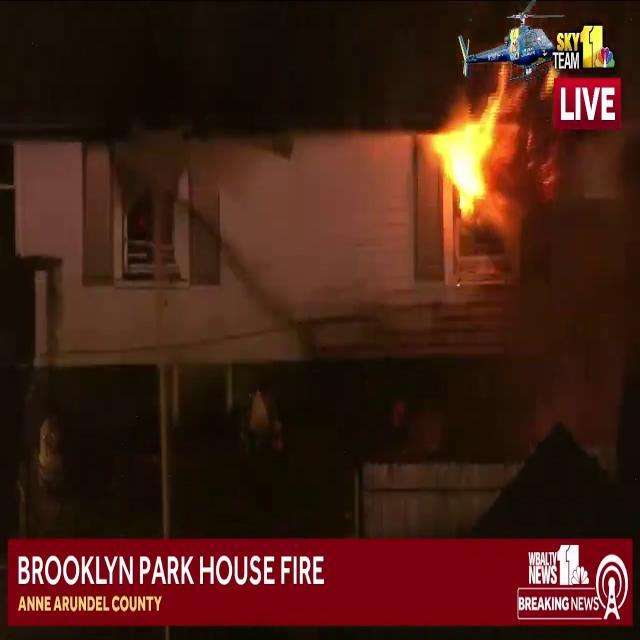 SKY
TEAM 11
LIVE
BROOKLYN PARK HOUSE FIRE
ANNE ARUNDEL COUNTY
WBALTV
NEWS 11
BREAKING NEWS